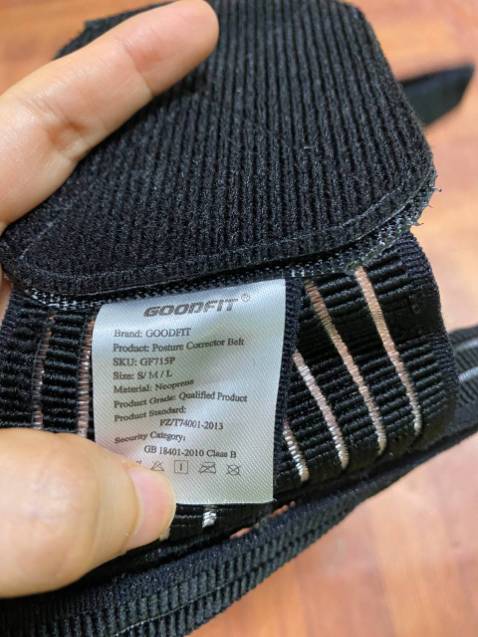 GOODFIT®
Brand: GOODFIT
Product: Posture Corrector Belt
SKU: GF715P
Size: S/M/L
Material: Neoprene
Product Grade: Qualified Product
Product Standard:
FZ/T74001-2013
Security Category:
GB 18401-2010 Class B